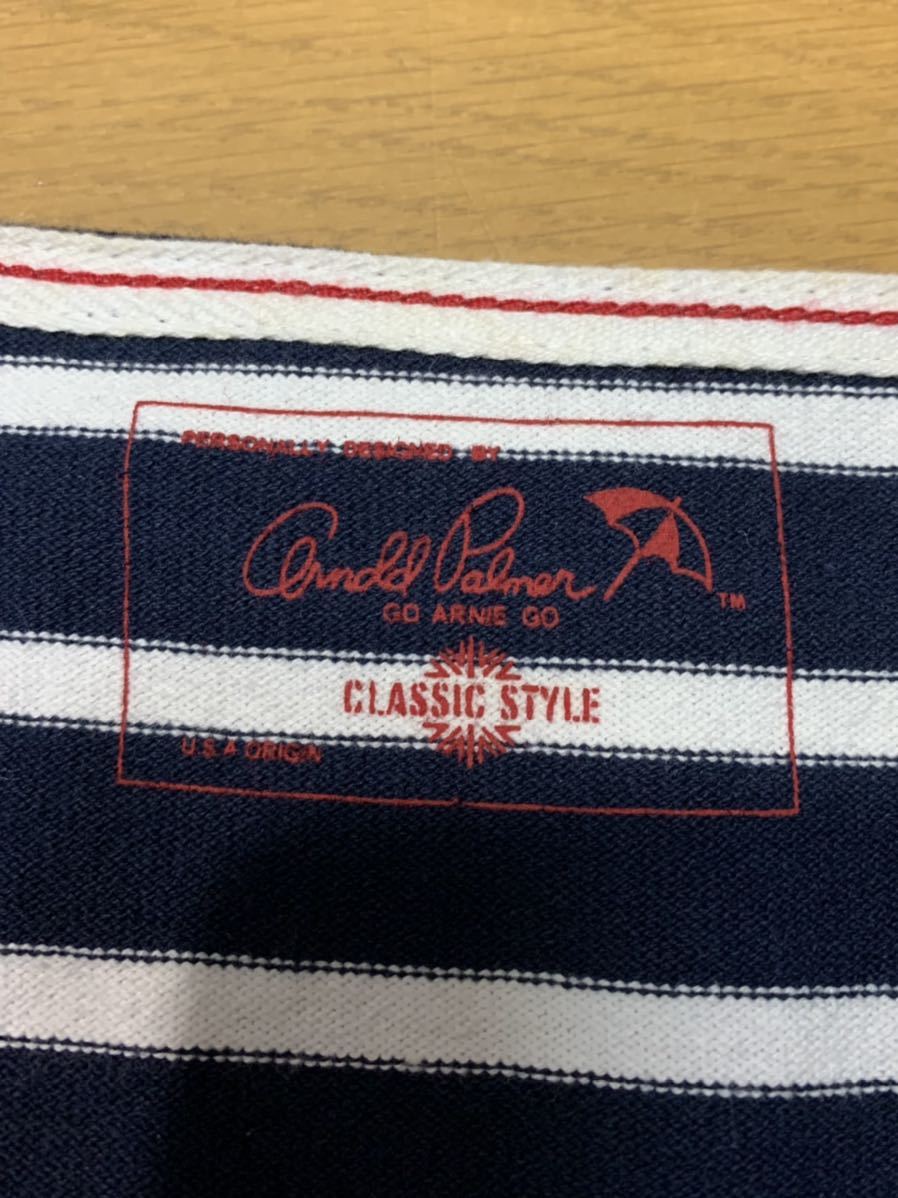 PERSONALLY DESIGNED BY
Arnold Palmer TM
GO ARNIE GO
CLASSIC STYLE
U.S.A ORIGIN